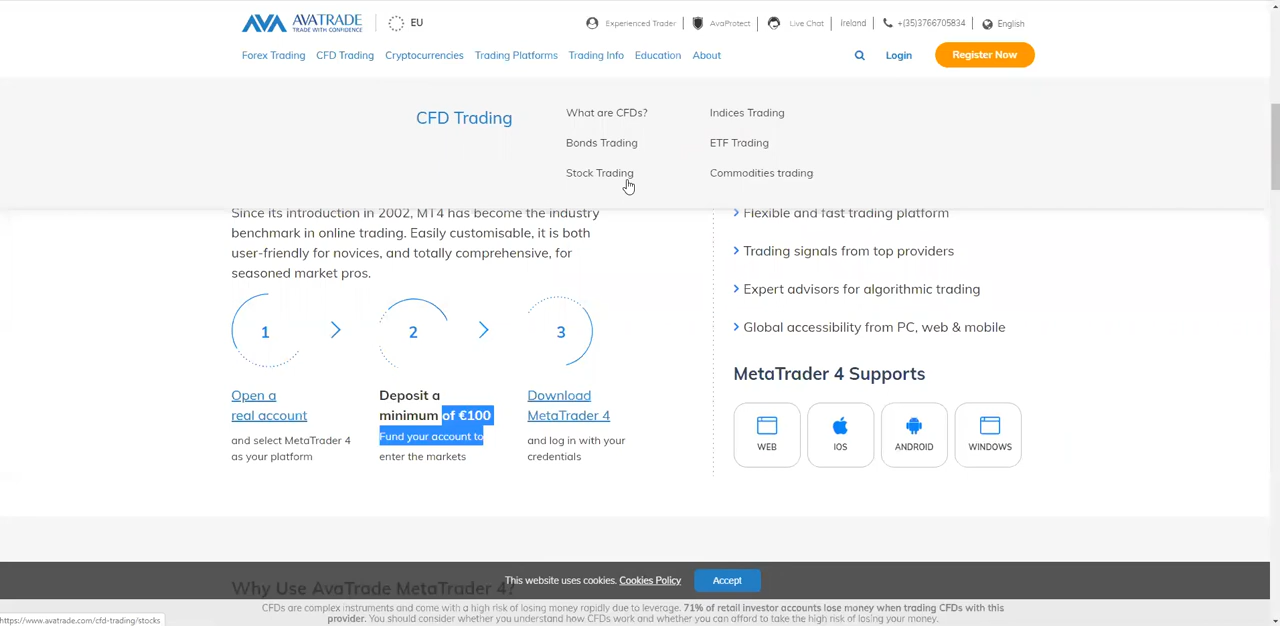 AVATRADE
TRADE WITH CONFIDENCE
EU
Experienced Trader
AvaProtect
Live Chat
Ireland
+(35)3766705834
English
Forex Trading
CFD Trading
Cryptocurrencies
Trading Platforms
Trading Info
Education
About
Login
Register Now
CFD Trading
What are CFDs?
Indices Trading
Bonds Trading
ETF Trading
Stock Trading
Commodities trading
Since its introduction in 2002, MT4 has become the industry
benchmark in online trading. Easily customisable, it is both
user-friendly for novices, and totally comprehensive, for
seasoned market pros.
1
2
3
Open a
real account
and select MetaTrader 4
as your platform
Deposit a
minimum of €100
Fund your account to
enter the markets
Download
MetaTrader 4
and log in with your
credentials
Flexible and fast trading platform
Trading signals from top providers
Expert advisors for algorithmic trading
Global accessibility from PC, web & mobile
MetaTrader 4 Supports
WEB
IOS
ANDROID
WINDOWS
Why Use AvaTrade MetaTrader 4?
This website uses cookies. Cookies Policy
Accept
CFDs are complex instruments and come with a high risk of losing money rapidly due to leverage. 71% of retail investor accounts lose money when trading CFDs with this
provider. You should consider whether you understand how CFDs work and whether you can afford to take the high risk of losing your money.
https://www.avatrade.com/cfd-trading/stocks